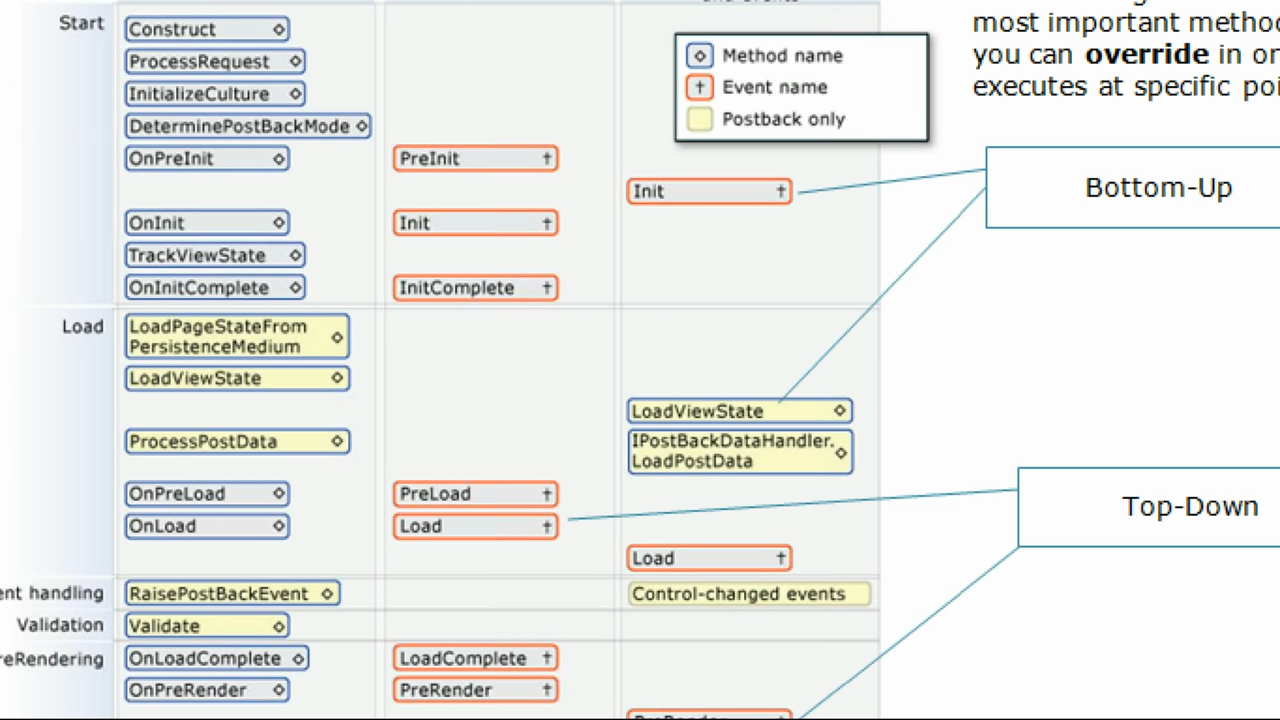 Start
Construct
ProcessRequest
InitializeCulture
DeterminePostBackMode
OnPreInit
PreInit
Init
OnInit
Init
TrackViewState
OnInitComplete
InitComplete
Method name
Event name
Postback only
most important metho
you can override in or
executes at specific poi
Bottom-Up
Load
LoadPageStateFrom
PersistenceMedium
LoadViewState
LoadViewState
ProcessPostData
IPostBackDataHandler.
LoadPostData
OnPreLoad
PreLoad
OnLoad
Load
Load
Top-Down
ent handling
RaisePostBackEvent
Control-changed events
Validation
Validate
reRendering
OnLoadComplete
LoadComplete
OnPreRender
PreRender